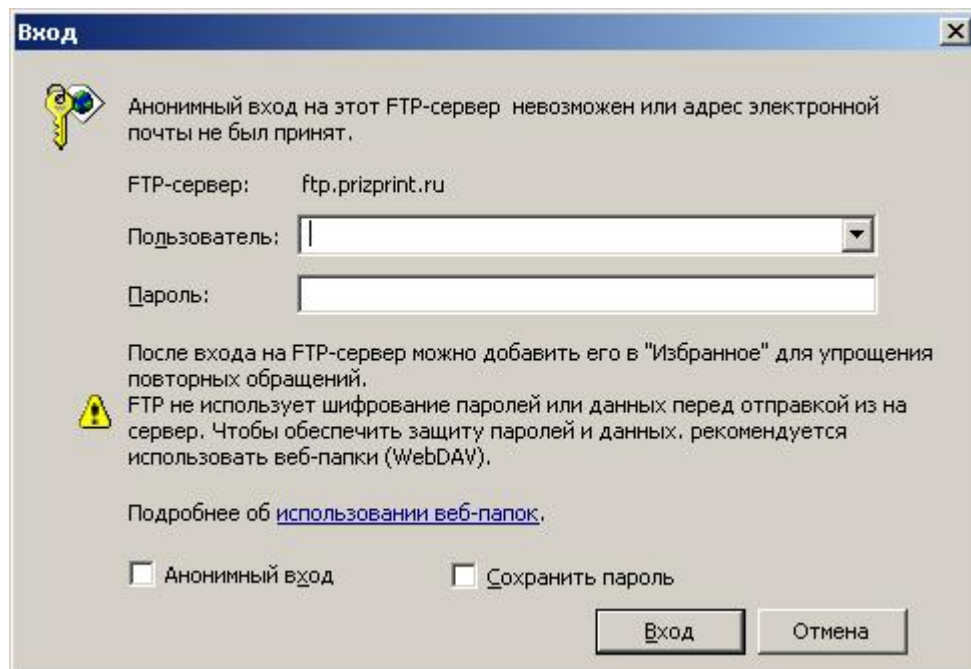 Вход
Анонимный вход на этот FTP-сервер невозможен или адрес электронной
почты не был принят.
FTP-сервер: ftp.prizprint.ru
Пользователь:
Пароль:
После входа на FTP-сервер можно добавить его в "Избранное" для упрощения
повторных обращений.
FTP не использует шифрование паролей или данных перед отправкой из на
сервер. Чтобы обеспечить защиту паролей и данных. рекомендуется
использовать веб-папки (WebDAV).
Подробнее об использовании веб-папок.
Анонимный вход Сохранить пароль
Вход Отмена